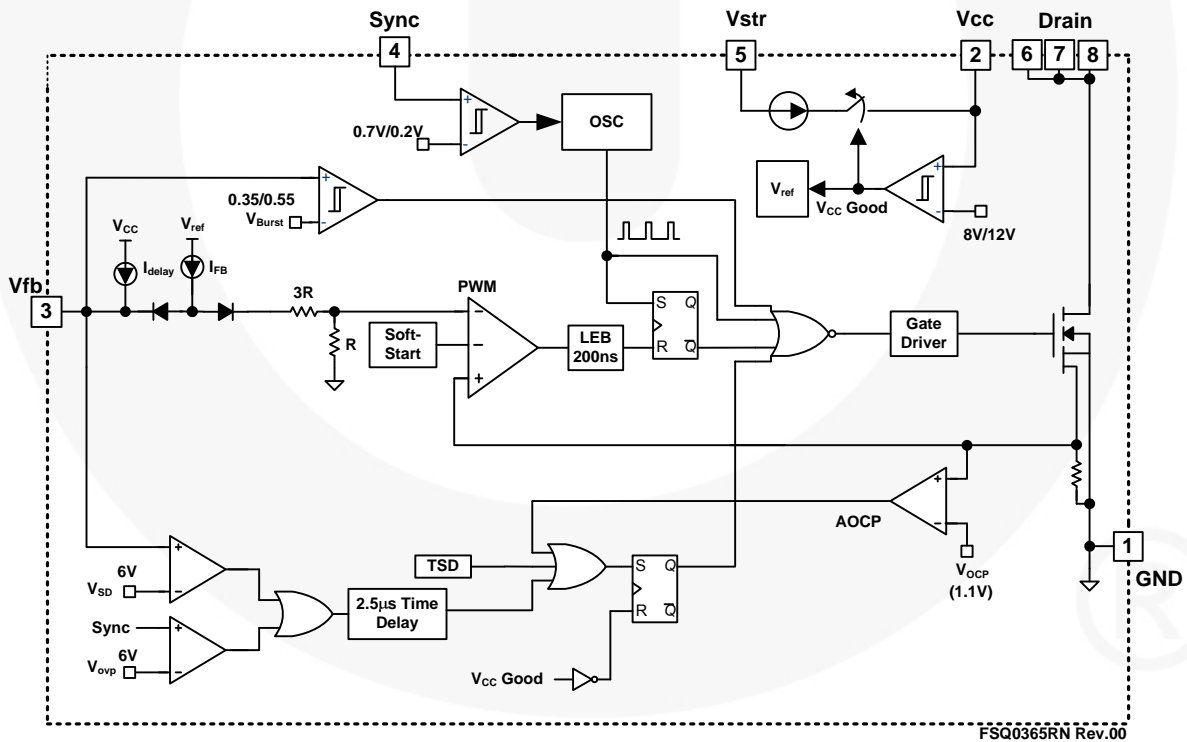 Sync
Vstr
Vcc
Drain
4
5
2
6
7
8
+
-
0.7V/0.2V
OSC
+
-
0.35/0.55
VBurst
Vref
VCC Good
+
-
8V/12V
VCC
Vref
Idelay
IFB
Vfb
3
3R
R
PWM
Soft-
Start
−
−
+
LEB
200ns
S Q
R Q
Gate
Driver
AOCP
+
−
VOCP
(1.1V)
1
GND
TSD
S Q
R Q
6V
VSD
+
−
2.5μs Time
Delay
Sync
6V
Vovp
+
−
VCC Good
®
FSQ0365RN Rev.00